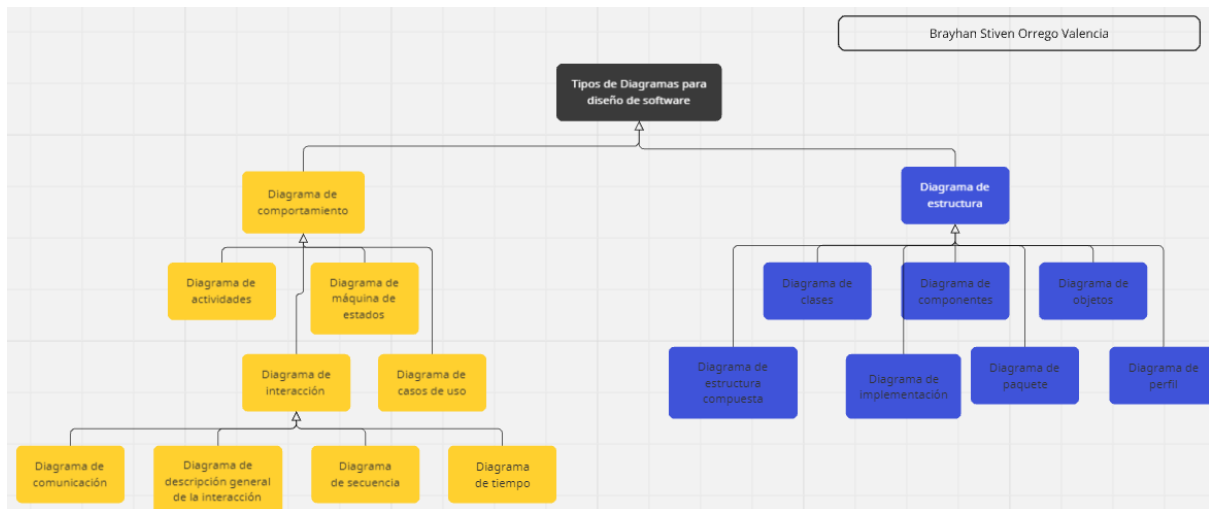 Brayhan Stiven Orrego Valencia
Tipos de Diagramas para
diseño de software
Diagrama de
comportamiento
Diagrama de
estructura
Diagrama de
actividades
Diagrama de
máquina de
estados
Diagrama de
clases
Diagrama de
componentes
Diagrama de
objetos
Diagrama de
interacción
Diagrama de
casos de uso
Diagrama de
estructura
compuesta
Diagrama de
implementación
Diagrama de
paquete
Diagrama de
perfil
Diagrama de
comunicación
Diagrama de
descripción general
de la interacción
Diagrama
de secuencia
Diagrama
de tiempo